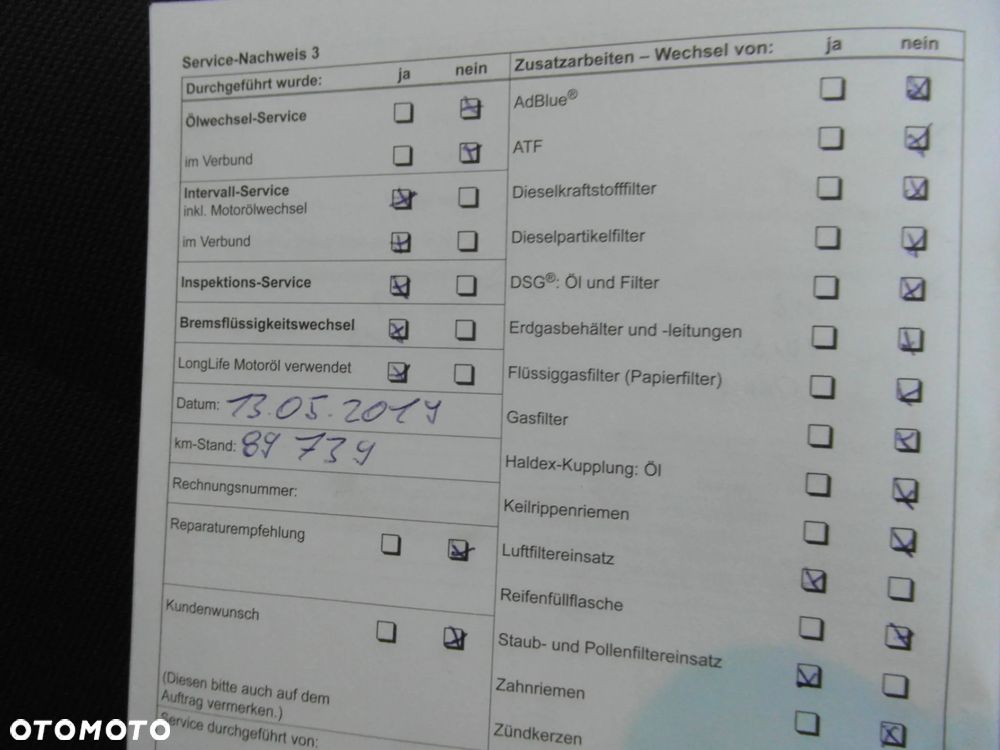 Service-Nachweis 3
Durchgeführt wurde: ja nein
Ölwechsel-Service
im Verbund
Intervall-Service
inkl. Motorölwechsel
im Verbund
Inspektions-Service
Bremsflüssigkeitswechsel
LongLife Motoröl verwendet
Datum: 13.05.2019
km-Stand: 89 739
Rechnungsnummer:
Reparaturempfehlung
Kundenwunsch
(Diesen bitte auch auf dem
Auftrag vermerken.)
Service durchgeführt von:
Zusatzarbeiten – Wechsel von: ja nein
AdBlue®
ATF
Dieselkraftstofffilter
Dieselpartikelfilter
DSG®: Öl und Filter
Erdgasbehälter und -leitungen
Flüssiggasfilter (Papierfilter)
Gasfilter
Haldex-Kupplung: Öl
Keilrippenriemen
Luftfiltereinsatz
Reifenfüllflasche
Staub- und Pollenfiltereinsatz
Zahnriemen
Zündkerzen
OTOMOTO